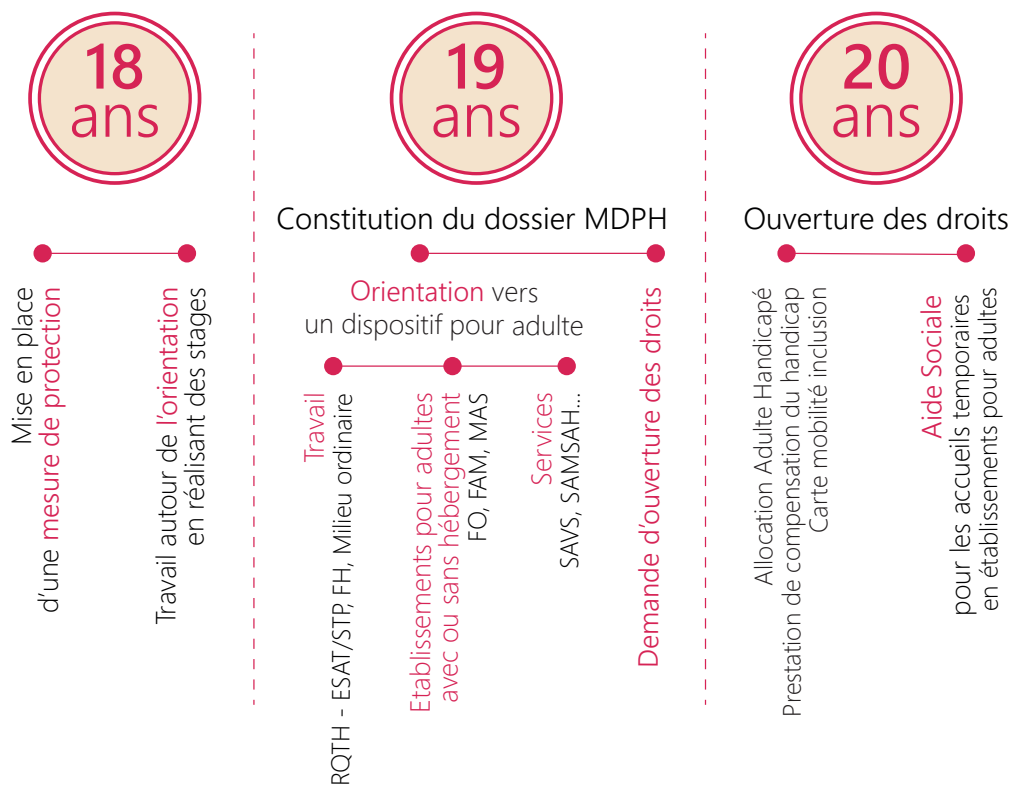 18
ans
Mise en place
d'une mesure de protection
Travail autour de l'orientation
en réalisant des stages
19
ans
Constitution du dossier MDPH
Orientation vers
un dispositif pour adulte
Travail
RQTH - ESAT/STP, FH, Milieu ordinaire
Etablissements pour adultes
avec ou sans hébergement
FO, FAM, MAS
Services
SAVS, SAMSAH...
Demande d'ouverture des droits
20
ans
Ouverture des droits
Allocation Adulte Handicapé
Prestation de compensation du handicap
Carte mobilité inclusion
Aide Sociale
pour les accueils temporaires
en établissements pour adultes